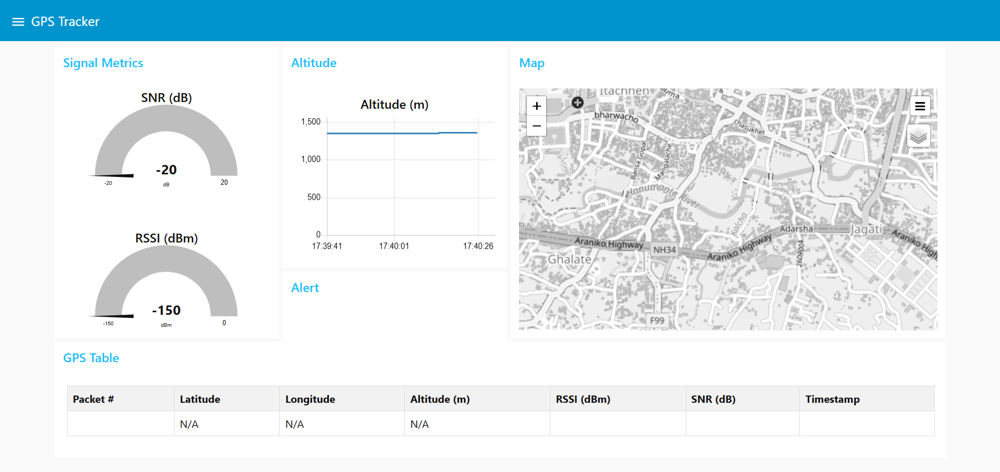 GPS Tracker
Signal Metrics
SNR (dB)
-20
dB
-20
20
RSSI (dBm)
-150
dBm
-150
0
Altitude
Altitude (m)
1,500
1,000
500
0
17:39:41 17:40:01 17:40:26
Alert
Map
+
−
Itachhen
bharwacho
chasukhel
Bansa Gopal
Mangalache
Hanumante River
Kalcha
Adarsha
Jagati
Araniko Highway
NH34
Araniko Highway
Araniko High
Ghalate
26DR004
F99
GPS Table
Packet # Latitude Longitude Altitude (m) RSSI (dBm) SNR (dB) Timestamp
N/A N/A N/A